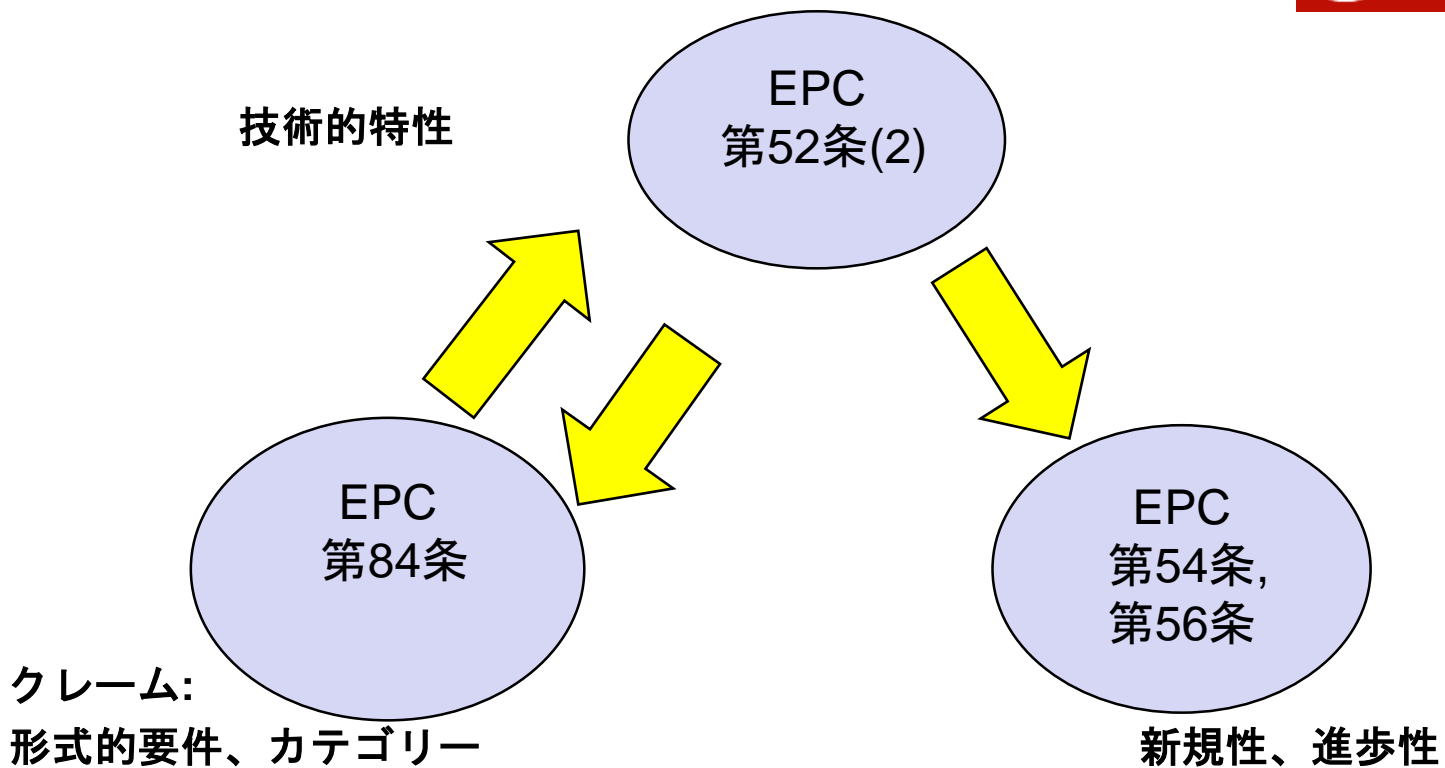 EPC
第52条(2)
技術的特性
EPC
第84条
EPC
第54条,
第56条
クレーム:
形式的要件、カテゴリー
新規性、進歩性